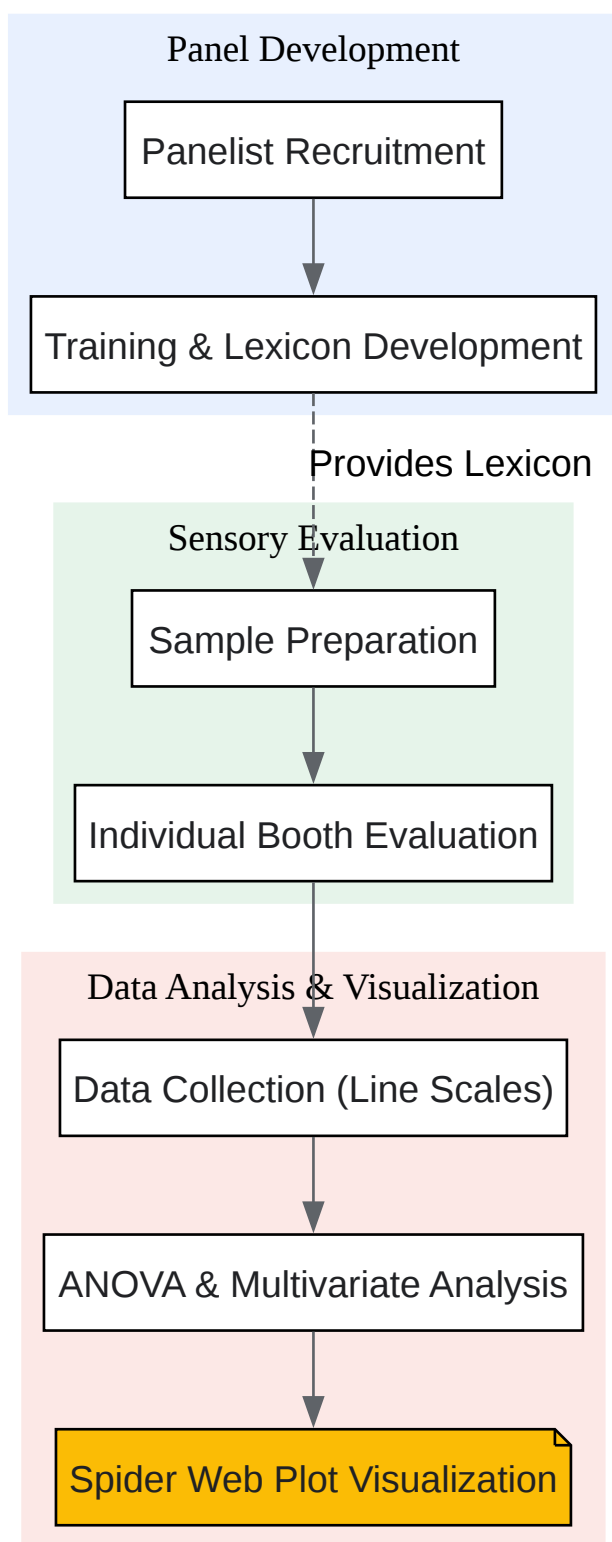 Panel Development
Panelist Recruitment
Training & Lexicon Development
Provides Lexicon
Sensory Evaluation
Sample Preparation
Individual Booth Evaluation
Data Analysis & Visualization
Data Collection (Line Scales)
ANOVA & Multivariate Analysis
Spider Web Plot Visualization